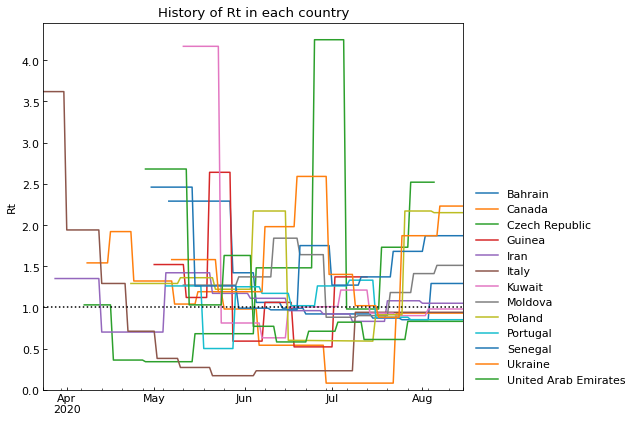 History of Rt in each country
Rt
4.0
3.5
3.0
2.5
2.0
1.5
1.0
0.5
0.0
Apr
2020
May
Jun
Jul
Aug
Bahrain
Canada
Czech Republic
Guinea
Iran
Italy
Kuwait
Moldova
Poland
Portugal
Senegal
Ukraine
United Arab Emirates